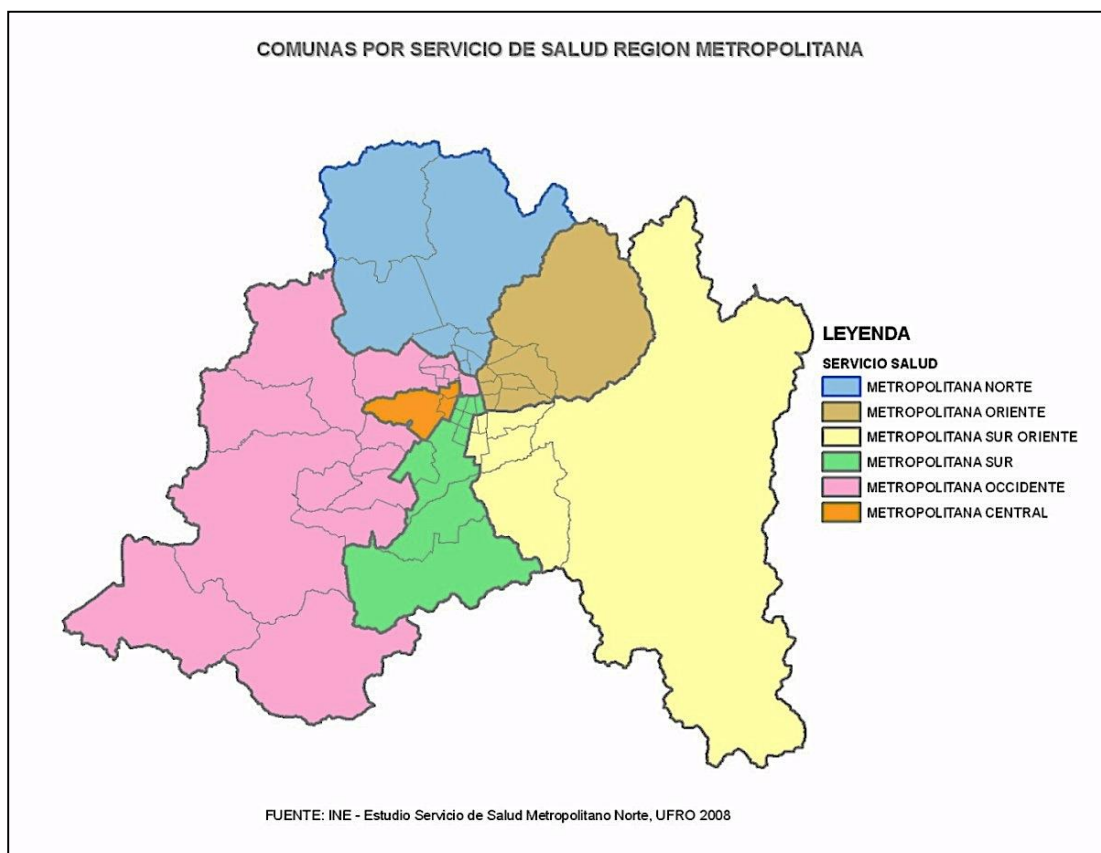 COMUNAS POR SERVICIO DE SALUD REGION METROPOLITANA
LEYENDA
SERVICIO SALUD
METROPOLITANA NORTE
METROPOLITANA ORIENTE
METROPOLITANA SUR ORIENTE
METROPOLITANA SUR
METROPOLITANA OCCIDENTE
METROPOLITANA CENTRAL
FUENTE: INE - Estudio Servicio de Salud Metropolitano Norte, UFRO 2008